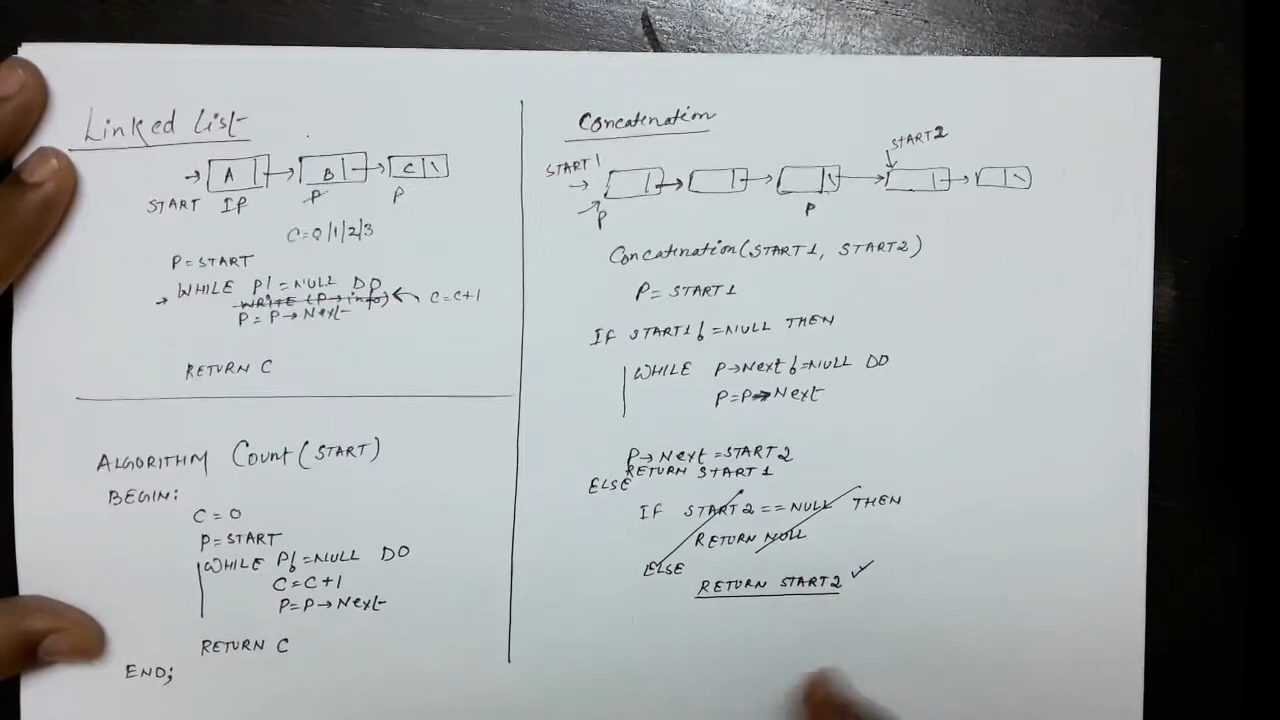 Linked List
A B C
START IP P P
C=0/1/2/3
P=START
→ WHILE P!=NULL DO
WRITE (P→info) ← C=C+1
P=P→Next
RETURN C
ALGORITHM Count(START)
BEGIN:
C=0
P=START
WHILE P!=NULL DO
C=C+1
P=P→Next
RETURN C
END;
Concatenation
START2
START1
P P
Concatenation(START1, START2)
P=START1
IF START1!=NULL THEN
WHILE P→Next!=NULL DO
P=P→Next
P→Next=START2
RETURN START1
ELSE
IF START2==NULL THEN
RETURN NULL
ELSE
RETURN START2 ✓